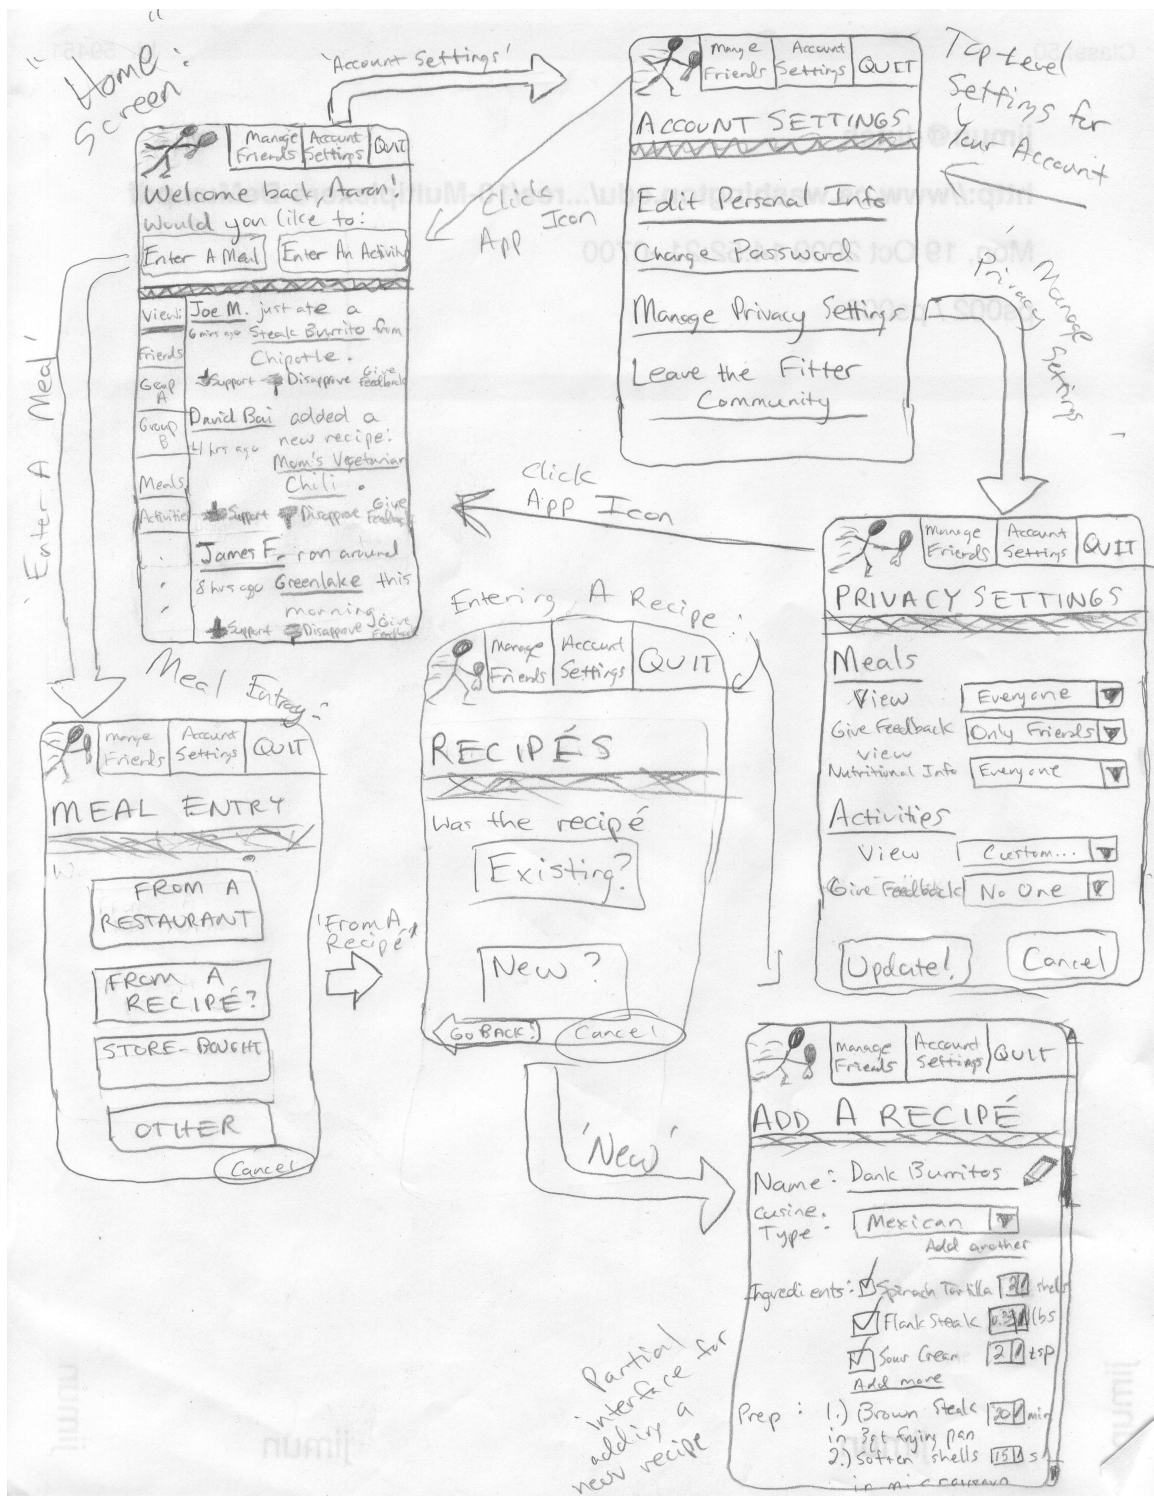 "Home"
Screen:
'Account Settings'
Manage Friends
Account Settings
QUIT
Welcome back, Aaron!
Would you like to:
Enter A Meal
Enter An Activity
View:
Friends
Group A
Group B
Meals
Activities
Joe M. just ate a
6 mins ago Steak Burrito from
Chipotle.
Support Disapprove Give Feedback
David Bai added a
4 hrs ago new recipe:
Mom's Vegetarian
Chili.
Support Disapprove Give Feedback
James F. ran around
8 hrs ago Greenlake this
morning.
Support Disapprove Give Feedback
'Enter A Meal'
Click
App Icon
Manage Friends
Account Settings
QUIT
ACCOUNT SETTINGS
Edit Personal Info
Change Password
Manage Privacy Settings
Leave the Fitter
Community
Top-Level
Settings for
Your Account
'Manage
Privacy Settings'
Click
App Icon
Manage Friends
Account Settings
QUIT
PRIVACY SETTINGS
Meals
View Everyone
Give Feedback Only Friends
View
Nutritional Info Everyone
Activities
View Custom...
Give Feedback No One
Update!
Cancel
Meal Entry:
Manage Friends
Account Settings
QUIT
MEAL ENTRY
FROM A
RESTAURANT
FROM A
RECIPÉ?
STORE-BOUGHT
OTHER
Cancel
'From A
Recipé'
Entering A Recipe:
Manage Friends
Account Settings
QUIT
RECIPÉS
Was the recipé
Existing?
New?
GO BACK!
Cancel
'New'
Manage Friends
Account Settings
QUIT
ADD A RECIPÉ
Name: Dank Burritos
Cusine
Type: Mexican
Add another
Ingredients: Spinach Tortilla 2 shells
Flank Steak lbs
Sour Cream 2 tsp
Add more
Prep: 1.) Brown Steak 20 min
in 3qt frying pan
2.) Soften shells 15 s
in microwave
Partial
interface for
adding a
new recipe